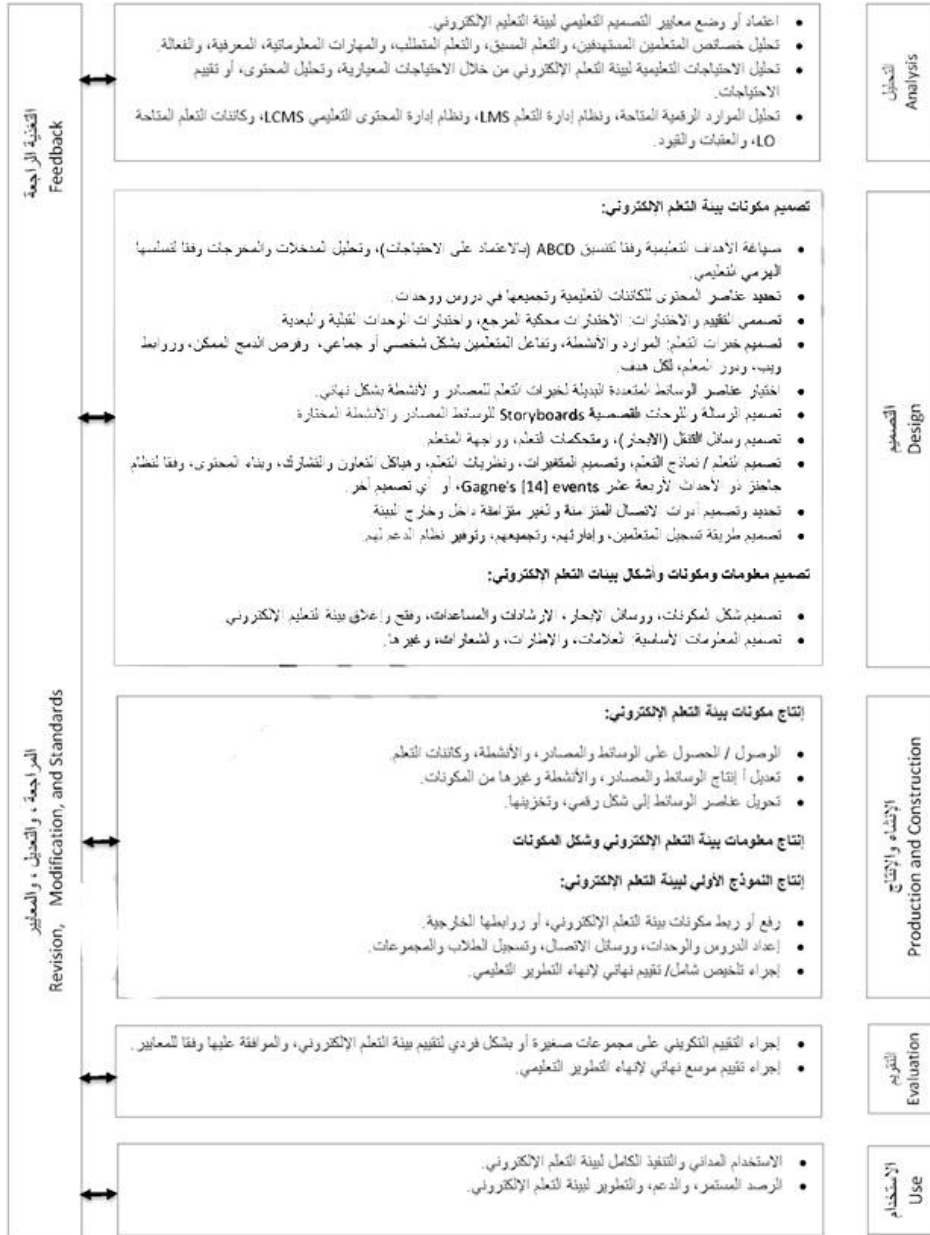 التحليل
Analysis
اعتماد أو وضع معايير التصميم التعليمي لبيئة التعليم الإلكتروني.
تحليل خصائص المتعلمين المستهدفين، والتعلم المسبق، والتعلم المتطلب، والمهارات المعلوماتية، المعرفية، والفعالة.
تحليل الاحتياجات التعليمية لبيئة التعلم الإلكتروني من خلال الاحتياجات المعيارية، وتحليل المحتوى، أو تقييم
الاحتياجات.
تحليل الموارد الرقمية المتاحة، ونظام إدارة التعلم LMS، ونظام إدارة المحتوى التعليمي LCMS، وكائنات التعلم المتاحة
LO، والعقبات والقيود.
التصميم
Design
تصميم مكونات بيئة التعلم الإلكتروني:
صياغة الاهداف التعليمية وفقا لتنسيق ABCD (بالاعتماد على الاحتياجات)، وتحليل المدخلات والمخرجات وفقا لتسلسها
الهرمي التعليمي.
تحديد عناصر المحتوى للكائنات التعليمية وتجميعها في دروس ووحدات.
تصممي التقييم والاختبارات: الاختبارات محكية المرجع، واختبارات الوحدات القبلية والبعدية.
تصميم خبرات التعلم: الموارد والأنشطة، وتفاعل المتعلمين بشكل شخصي أو جماعي، وفرص الدمج الممكن، وروابط
ويب، ودور المعلم، لكل هدف.
اختيار عناصر الوسائط المتعددة البديلة لخبرات التعلم للمصادر و لأنشطة بشكل نهائي.
تصميم الرسالة و للوحات القصصية Storyboards للوسائط المصادر والأنشطة المختارة
تصميم وسائل التنقل (الإبحار)، ومتحكمات التعلم، وواجهة المتعلم.
تصميم التعلم / نماذج التعلم، وتصميم المتغيرات، ونظريات التعلم، وهياكل التعاون والتشارك، وبناء المحتوى، وفقا لنظام
جاجنز ذو لأحداث الأربعة عشر Gagne's [14] events، أو أي تصميم آخر.
تحديد وتصميم أدوات الاتصال المتزامنة ولغير متزامنة داخل وخارج البيئة
تصميم طريقة تسجيل المتعلمين، وإدارتهم، وتجميعهم، وتوفير نظام الدعم لهم.
تصميم معلومات ومكونات وأشكال بيئات التعلم الإلكتروني:
تصميم شكل لمكونات، ووسائل الإبحار، الإرشادات والمساعدات، وفتح وإغلاق بيئة لتعليم الإلكتروني
تصميم المعلومات لأساسية: لعلامات، والإطارات، والشعارات، وغيرها.
الإنشاء والإنتاج
Production and Construction
إنتاج مكونات بيئة التعلم الإلكتروني:
الوصول / الحصول على الوسائط والمصادر، والأنشطة، وكائنات التعلم.
تعديل أ إنتاج الوسائط والمصادر، والأنشطة وغيرها من المكونات.
تحويل عناصر الوسائط إلى شكل رقمي، وتخزينها.
إنتاج معلومات بيئة التعلم الإلكتروني وشكل المكونات
إنتاج النموذج الأولي لبيئة التعلم الإلكتروني:
رفع أو ربط مكونات بيئة التعلم الإلكتروني، أو روابطها الخارجية.
إعداد الدروس والوحدات، ووسائل الاتصال، وتسجيل الطلاب والمجموعات.
إجراء تلخيص شامل/ تقييم نهائي لإنهاء التطوير التعليمي.
التقويم
Evaluation
إجراء التقييم التكويني على مجموعات صغيرة أو بشكل فردي لتقييم بيئة التعلم الإلكتروني، والموافقة عليها وفقا للمعايير.
إجراء تقييم موسع نهائي لإنهاء التطوير التعليمي.
الاستخدام
Use
الاستخدام المداني والتنفيذ الكامل لبيئة التعلم الإلكتروني.
الرصد المستمر، والدعم، والتطوير لبيئة التعلم الإلكتروني.
التغذية الراجعة
Feedback
المراجعة ، والتعديل ، والمعايير
Revision, Modification, and Standards